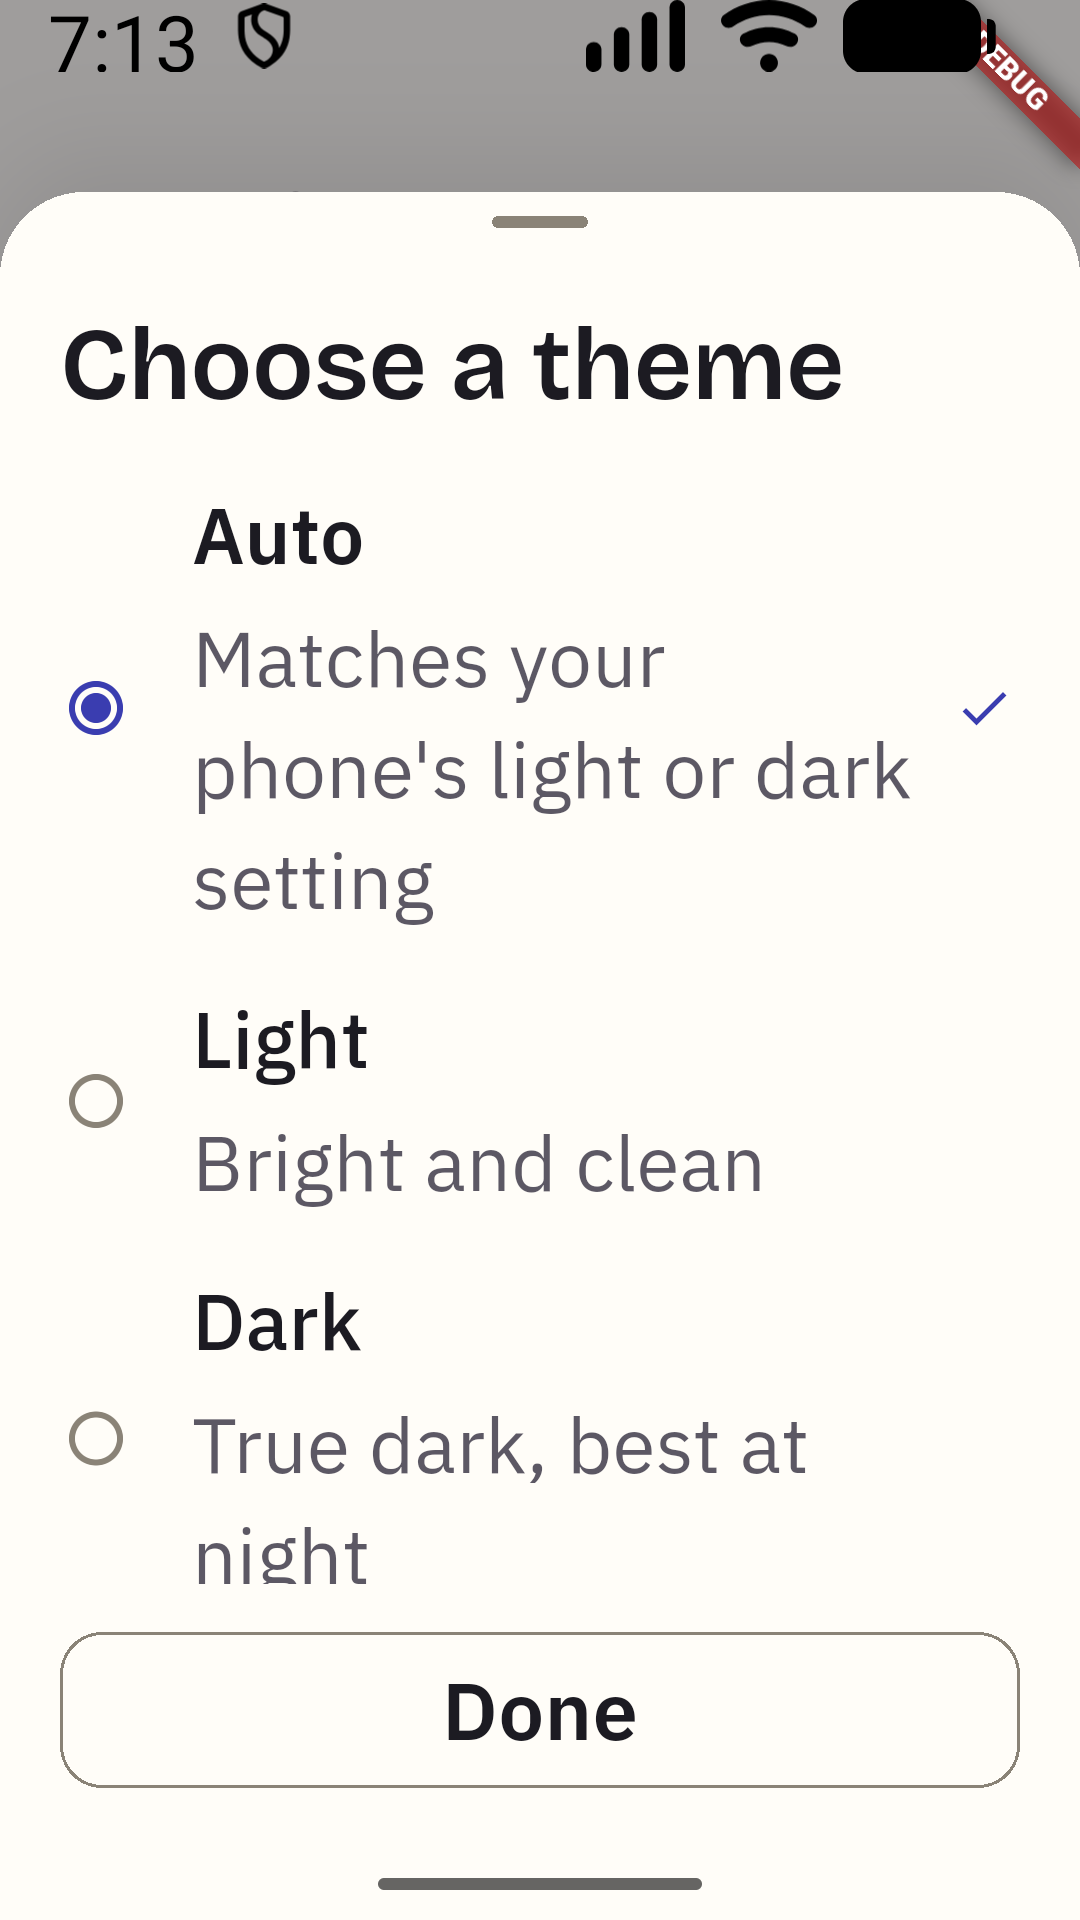 7:13
DEBUG
Choose a theme
Auto
Matches your
phone's light or dark
setting
Light
Bright and clean
Dark
True dark, best at
night
Done